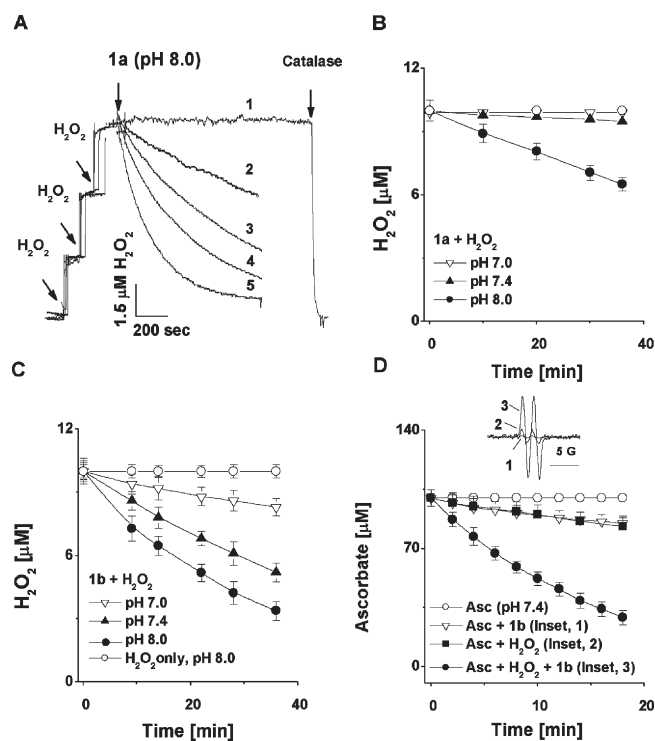 A
1a (pH 8.0)
Catalase
1
H2O2
H2O2
H2O2
2
3
4
5
1.5 µM H2O2
200 sec
B
12
6
0
H2O2 [µM]
1a + H2O2
pH 7.0
pH 7.4
pH 8.0
0 20 40
Time [min]
C
12
6
0
H2O2 [µM]
1b + H2O2
pH 7.0
pH 7.4
pH 8.0
H2O2 only, pH 8.0
0 20 40
Time [min]
D
140
70
0
Ascorbate [µM]
3
2
1
5 G
Asc (pH 7.4)
Asc + 1b (Inset, 1)
Asc + H2O2 (Inset, 2)
Asc + H2O2 + 1b (Inset, 3)
0 10 20
Time [min]